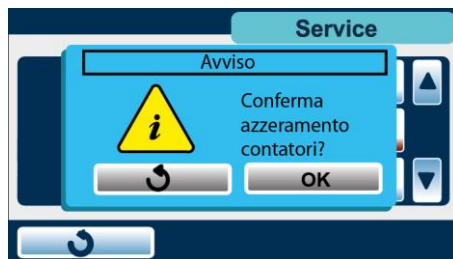 Service
Avviso
i
Conferma
azzeramento
contatori?
OK